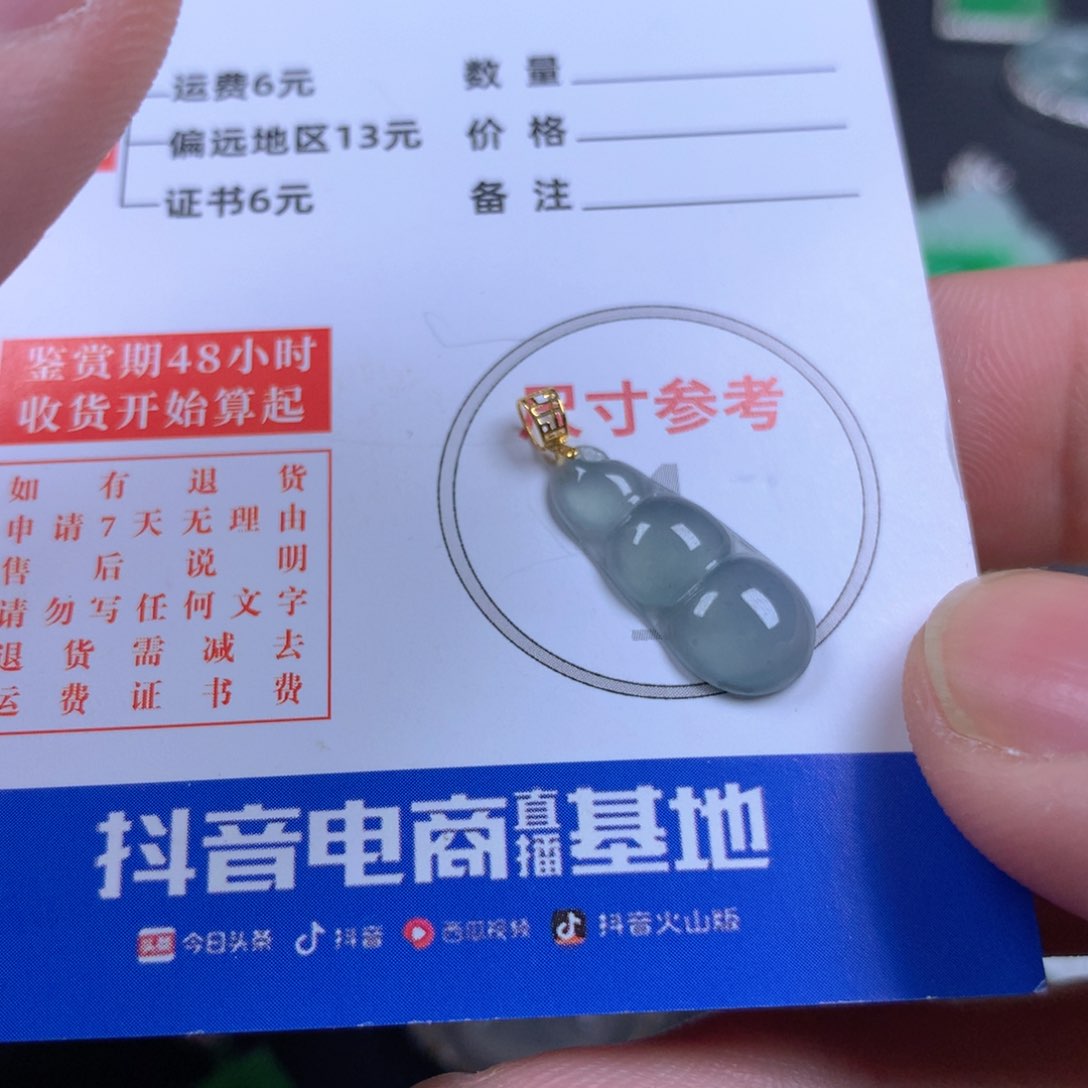 运费6元
数量
偏远地区13元
价格
证书6元
备注
鉴赏期48小时
收货开始算起
尺寸参考
如有退货
申请7天无理由
售后说明
请勿写任何文字
退货需减去
运费证书费
抖音电商直播基地
头条 今日头条 抖音 西瓜视频 抖音火山版